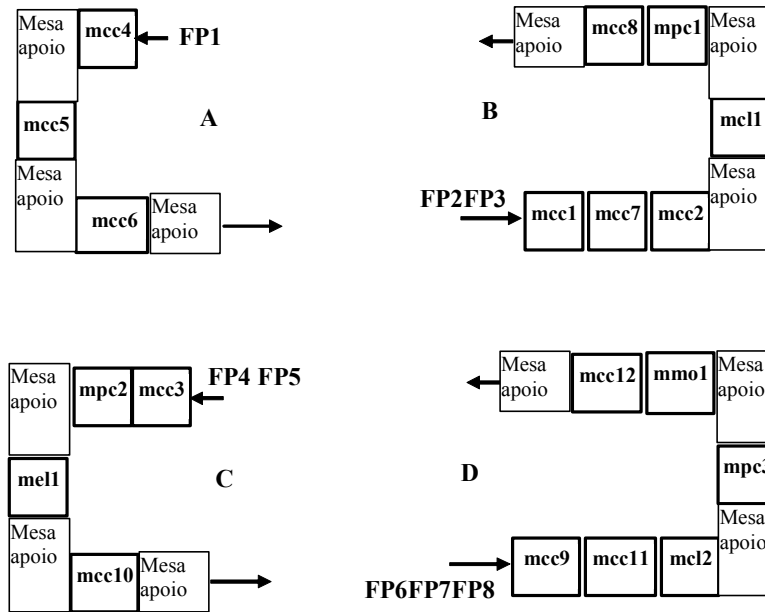 Mesa
apoio
mcc4
FP1
mcc5
A
Mesa
apoio
mcc6
Mesa
apoio
Mesa
apoio
mcc8
mpc1
Mesa
apoio
B
mcl1
Mesa
apoio
FP2FP3
mcc1
mcc7
mcc2
Mesa
apoio
mpc2
mcc3
FP4 FP5
mel1
C
Mesa
apoio
mcc10
Mesa
apoio
Mesa
apoio
mcc12
mmo1
Mesa
apoio
D
mpc3
Mesa
apoio
mcc9
mcc11
mcl2
FP6FP7FP8